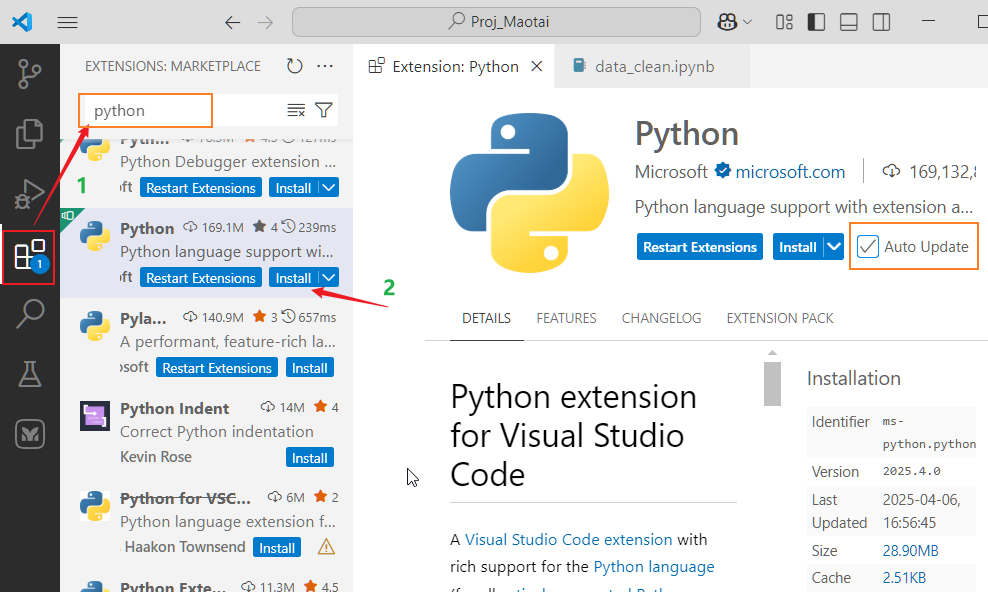 Proj_Maotai
EXTENSIONS: MARKETPLACE
python
1
Python Debugger extension ...
Restart Extensions
Install
Python
169.1M
4
239ms
Python language support wi...
Restart Extensions
Install
2
1
Pyla...
140.9M
3
657ms
A performant, feature-rich la...
Restart Extensions
Install
Python Indent
14M
4
Correct Python indentation
Kevin Rose
Install
Python for VSC...
6M
2
Python language extension f...
Haakon Townsend
Install
Python Exte...
11.3M
4.5
Extension: Python
data_clean.ipynb
Python
Microsoft
microsoft.com
169,132,
Python language support with extension a...
Restart Extensions
Install
Auto Update
DETAILS
FEATURES
CHANGELOG
EXTENSION PACK
Python extension
for Visual Studio
Code
A Visual Studio Code extension with
rich support for the Python language
Installation
Identifier ms-
python.python
Version 2025.4.0
Last 2025-04-06,
Updated 16:56:45
Size 28.90MB
Cache 2.51KB